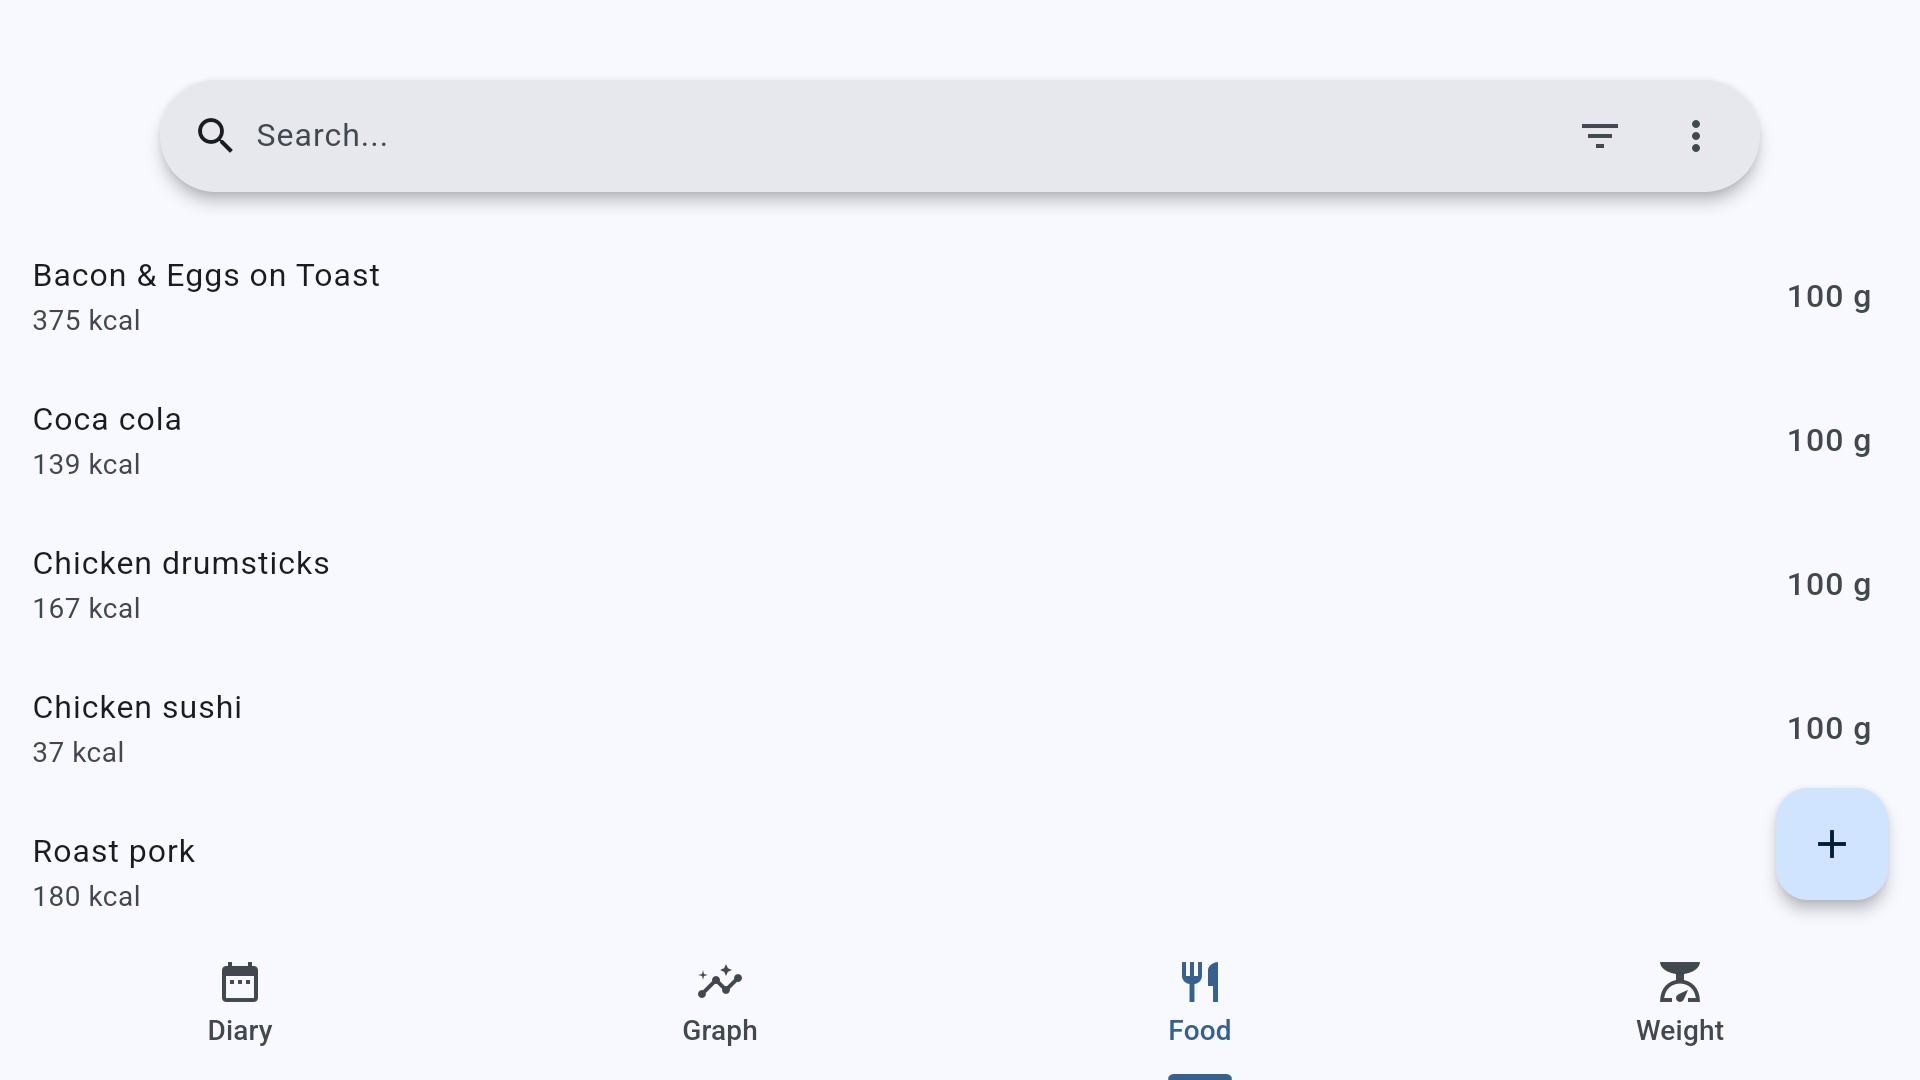 Search...
Bacon & Eggs on Toast
375 kcal
100 g
Coca cola
139 kcal
100 g
Chicken drumsticks
167 kcal
100 g
Chicken sushi
37 kcal
100 g
Roast pork
180 kcal
Diary
Graph
Food
Weight